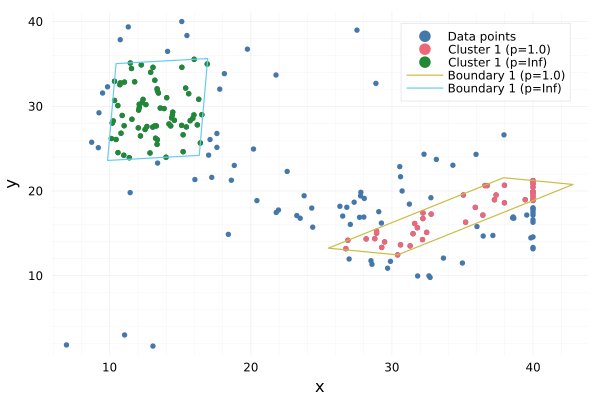 40
30
20
10
y
10
20
30
40
x
Data points
Cluster 1 (p=1.0)
Cluster 1 (p=Inf)
Boundary 1 (p=1.0)
Boundary 1 (p=Inf)